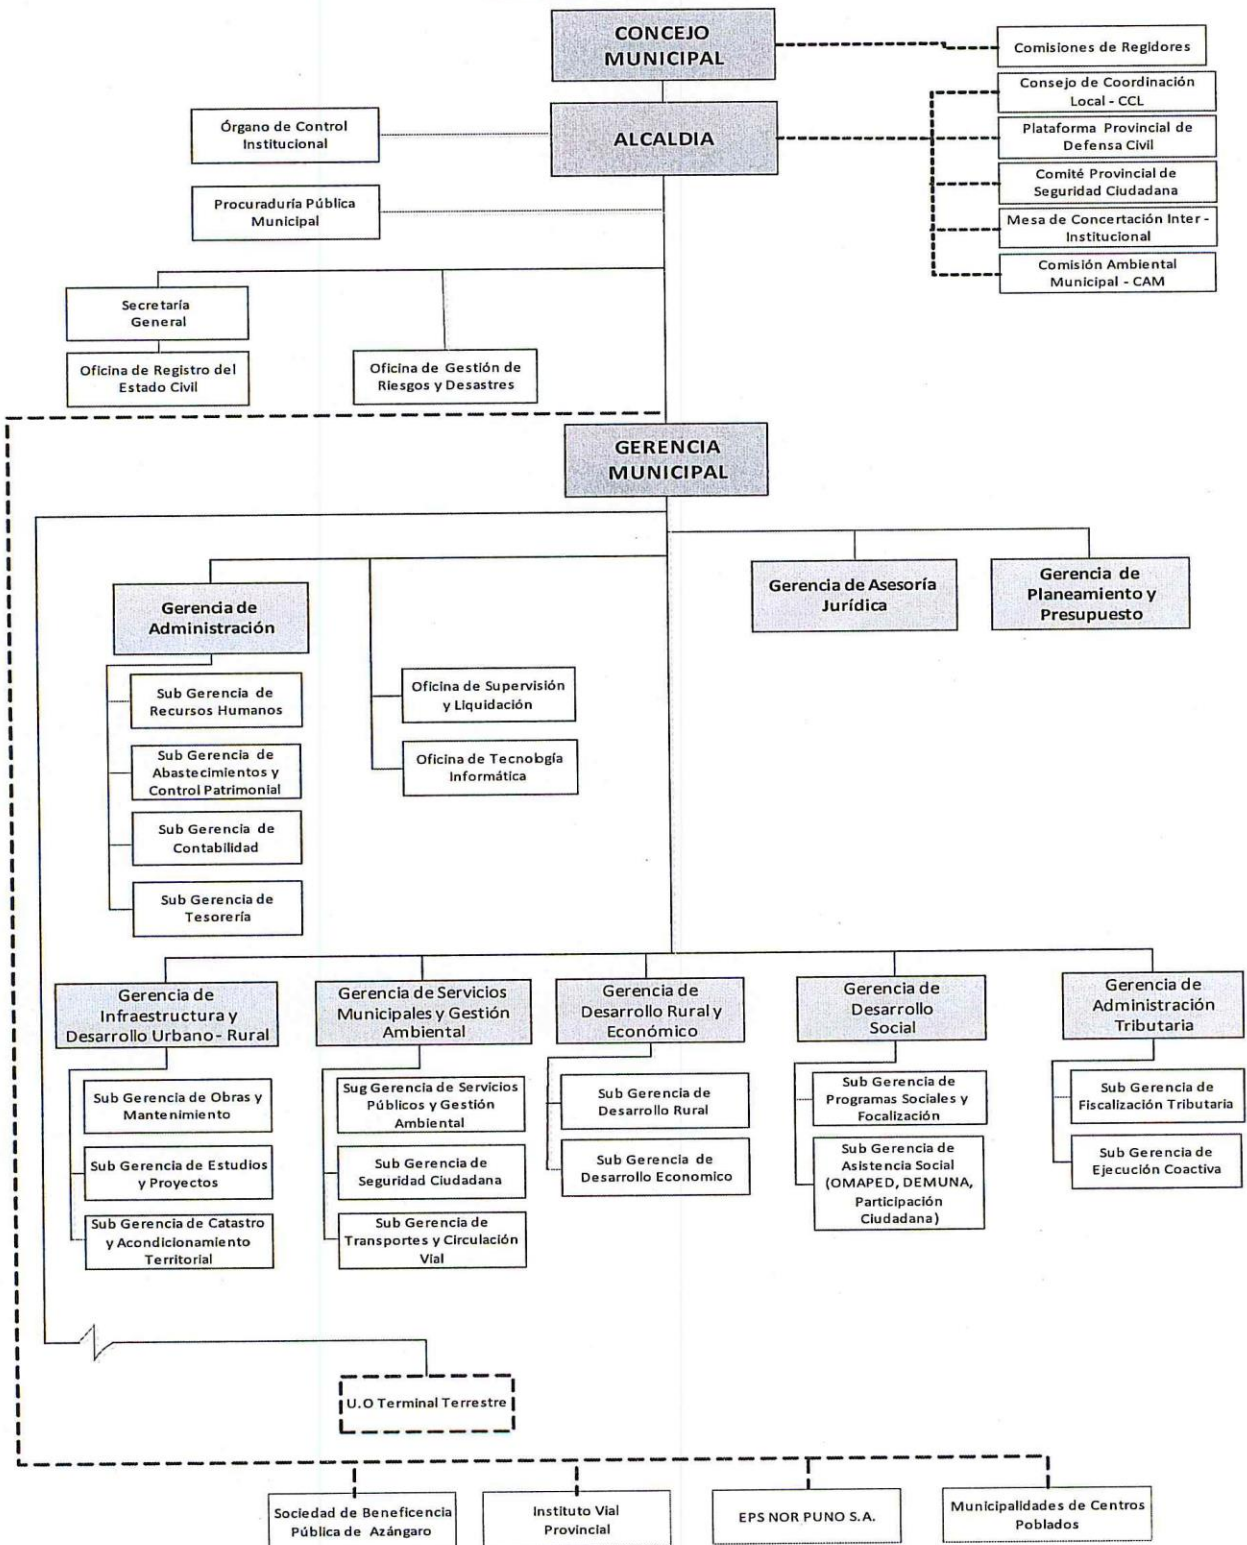 CONCEJO
MUNICIPAL
Comisiones de Regidores
Consejo de Coordinación
Local - CCL
Órgano de Control
Institucional
ALCALDIA
Plataforma Provincial de
Defensa Civil
Comité Provincial de
Seguridad Ciudadana
Procuraduría Pública
Municipal
Mesa de Concertación Inter -
Institucional
Comisión Ambiental
Municipal - CAM
Secretaría
General
Oficina de Registro del
Estado Civil
Oficina de Gestión de
Riesgos y Desastres
GERENCIA
MUNICIPAL
Gerencia de
Administración
Gerencia de Asesoría
Jurídica
Gerencia de
Planeamiento y
Presupuesto
Sub Gerencia de
Recursos Humanos
Oficina de Supervisión
y Liquidación
Sub Gerencia de
Abastecimientos y
Control Patrimonial
Oficina de Tecnología
Informática
Sub Gerencia de
Contabilidad
Sub Gerencia de
Tesorería
Gerencia de
Infraestructura y
Desarrollo Urbano - Rural
Gerencia de Servicios
Municipales y Gestión
Ambiental
Gerencia de
Desarrollo Rural y
Económico
Gerencia de
Desarrollo
Social
Gerencia de
Administración
Tributaria
Sub Gerencia de Obras y
Mantenimiento
Sug Gerencia de Servicios
Públicos y Gestión
Ambiental
Sub Gerencia de
Desarrollo Rural
Sub Gerencia de
Programas Sociales y
Focalización
Sub Gerencia de
Fiscalización Tributaria
Sub Gerencia de Estudios
y Proyectos
Sub Gerencia de
Seguridad Ciudadana
Sub Gerencia de
Desarrollo Economico
Sub Gerencia de
Asistencia Social
(OMAPED, DEMUNA,
Participación
Ciudadana)
Sub Gerencia de
Ejecución Coactiva
Sub Gerencia de Catastro
y Acondicionamiento
Territorial
Sub Gerencia de
Transportes y Circulación
Vial
U.O Terminal Terrestre
Sociedad de Beneficencia
Pública de Azángaro
Instituto Vial
Provincial
EPS NOR PUNO S.A.
Municipalidades de Centros
Poblados